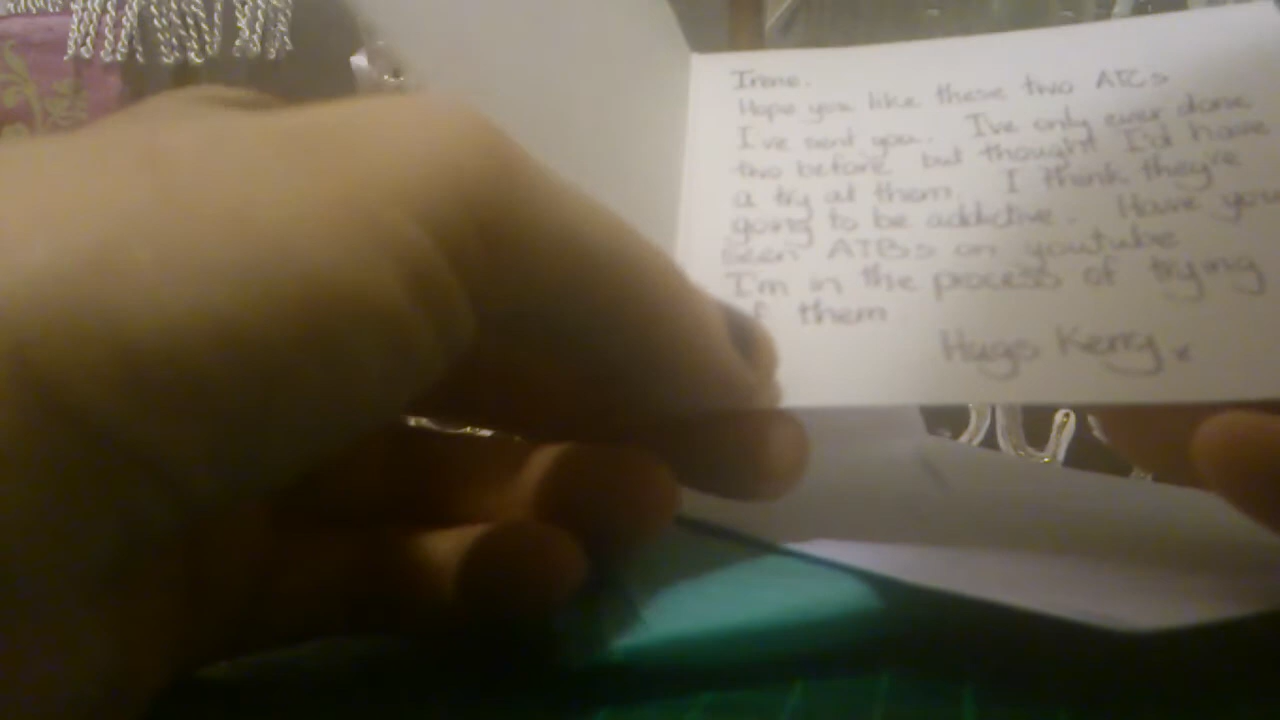 Irene.
Hope you like these two ATCs
I've sent you. I've only ever done
two before but thought I'd have
a try at them. I think they're
going to be addictive. Have you
seen ATBs on youtube
I'm in the process of trying
of them
Hugs Kerry x